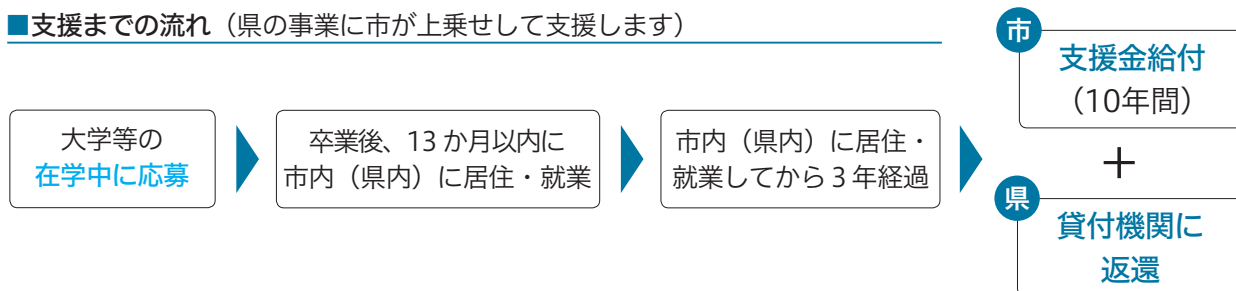 ■支援までの流れ（県の事業に市が上乗せして支援します）
大学等の
在学中に応募
卒業後、13か月以内に
市内（県内）に居住・就業
市内（県内）に居住・
就業してから３年経過
市
支援金給付
（10年間）
＋
県
貸付機関に
返還